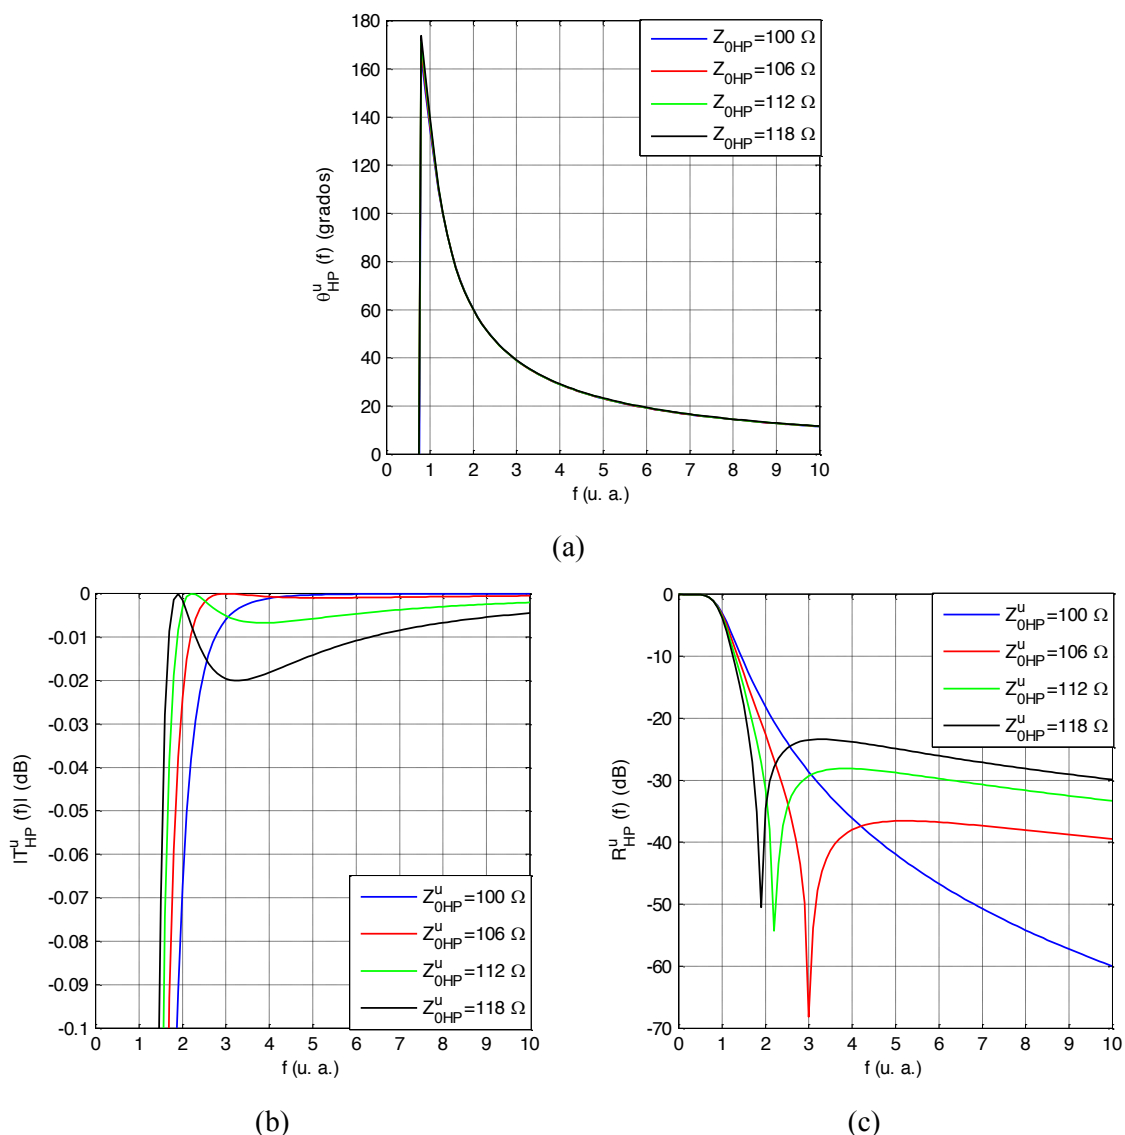 180
160
140
120
100
80
60
40
20
0
θ^u_HP (f) (grados)
Z_0HP=100 Ω
Z_0HP=106 Ω
Z_0HP=112 Ω
Z_0HP=118 Ω
0 1 2 3 4 5 6 7 8 9 10
f (u. a.)
(a)
0
-0.01
-0.02
-0.03
-0.04
-0.05
-0.06
-0.07
-0.08
-0.09
-0.1
|T^u_HP (f)| (dB)
Z^u_0HP=100 Ω
Z^u_0HP=106 Ω
Z^u_0HP=112 Ω
Z^u_0HP=118 Ω
0 1 2 3 4 5 6 7 8 9 10
f (u. a.)
(b)
0
-10
-20
-30
-40
-50
-60
-70
R^u_HP (f) (dB)
Z^u_0HP=100 Ω
Z^u_0HP=106 Ω
Z^u_0HP=112 Ω
Z^u_0HP=118 Ω
0 1 2 3 4 5 6 7 8 9 10
f (u. a.)
(c)